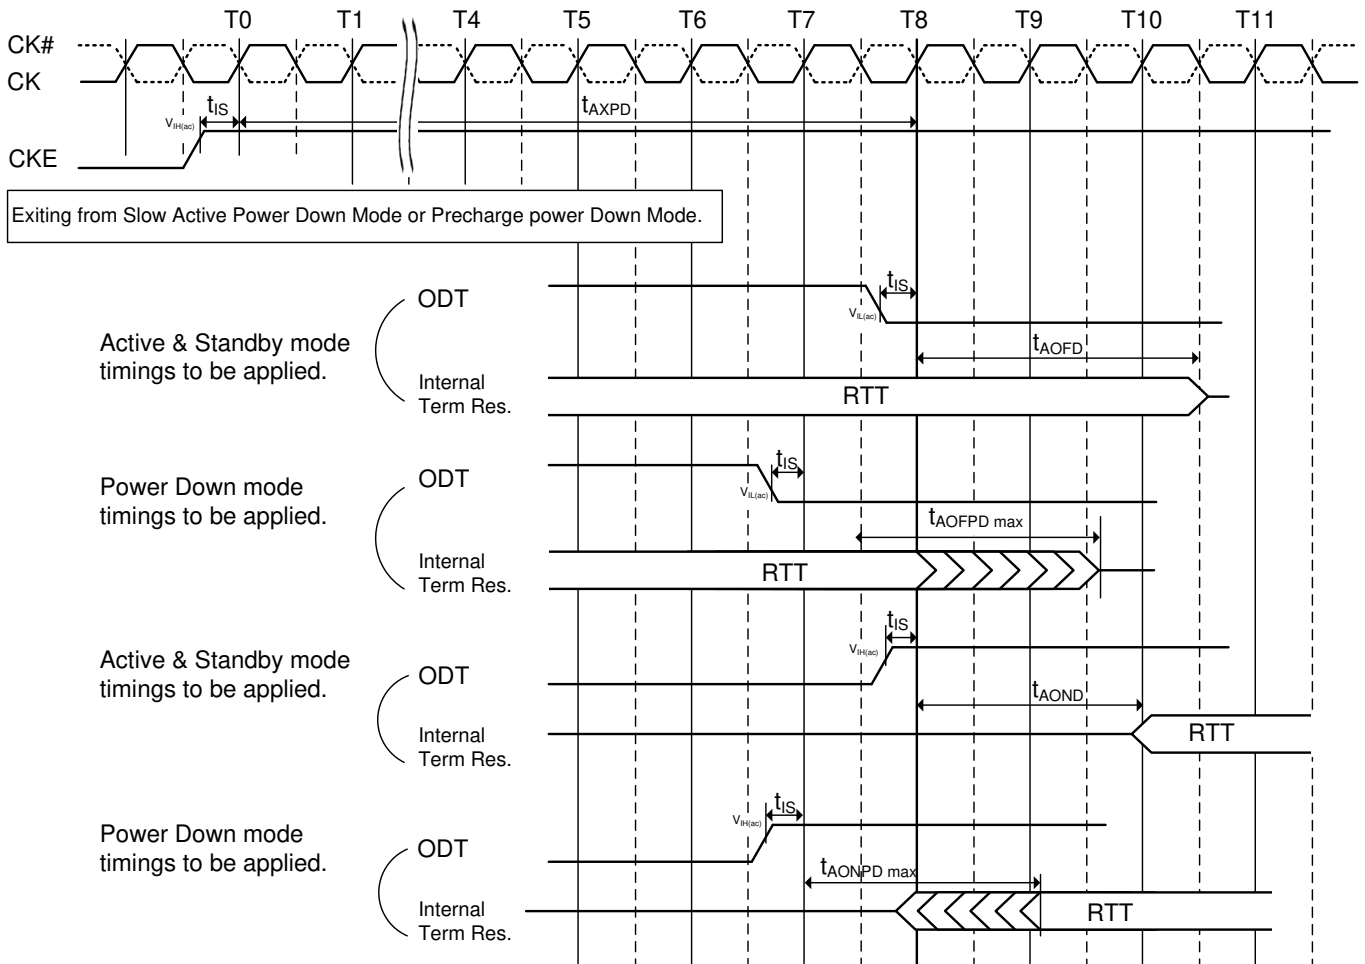 T0 T1 T4 T5 T6 T7 T8 T9 T10 T11
CK#
CK
tIS tAXPD
VIH(ac)
CKE
Exiting from Slow Active Power Down Mode or Precharge power Down Mode.
tIS
ODT
VIL(ac)
Active & Standby mode
timings to be applied.
tAOFD
Internal
Term Res.
RTT
tIS
ODT
VIL(ac)
Power Down mode
timings to be applied.
tAOFPD max
Internal
Term Res.
RTT
tIS
VIH(ac)
ODT
Active & Standby mode
timings to be applied.
tAOND
Internal
Term Res.
RTT
tIS
VIH(ac)
ODT
Power Down mode
timings to be applied.
tAONPD max
Internal
Term Res.
RTT